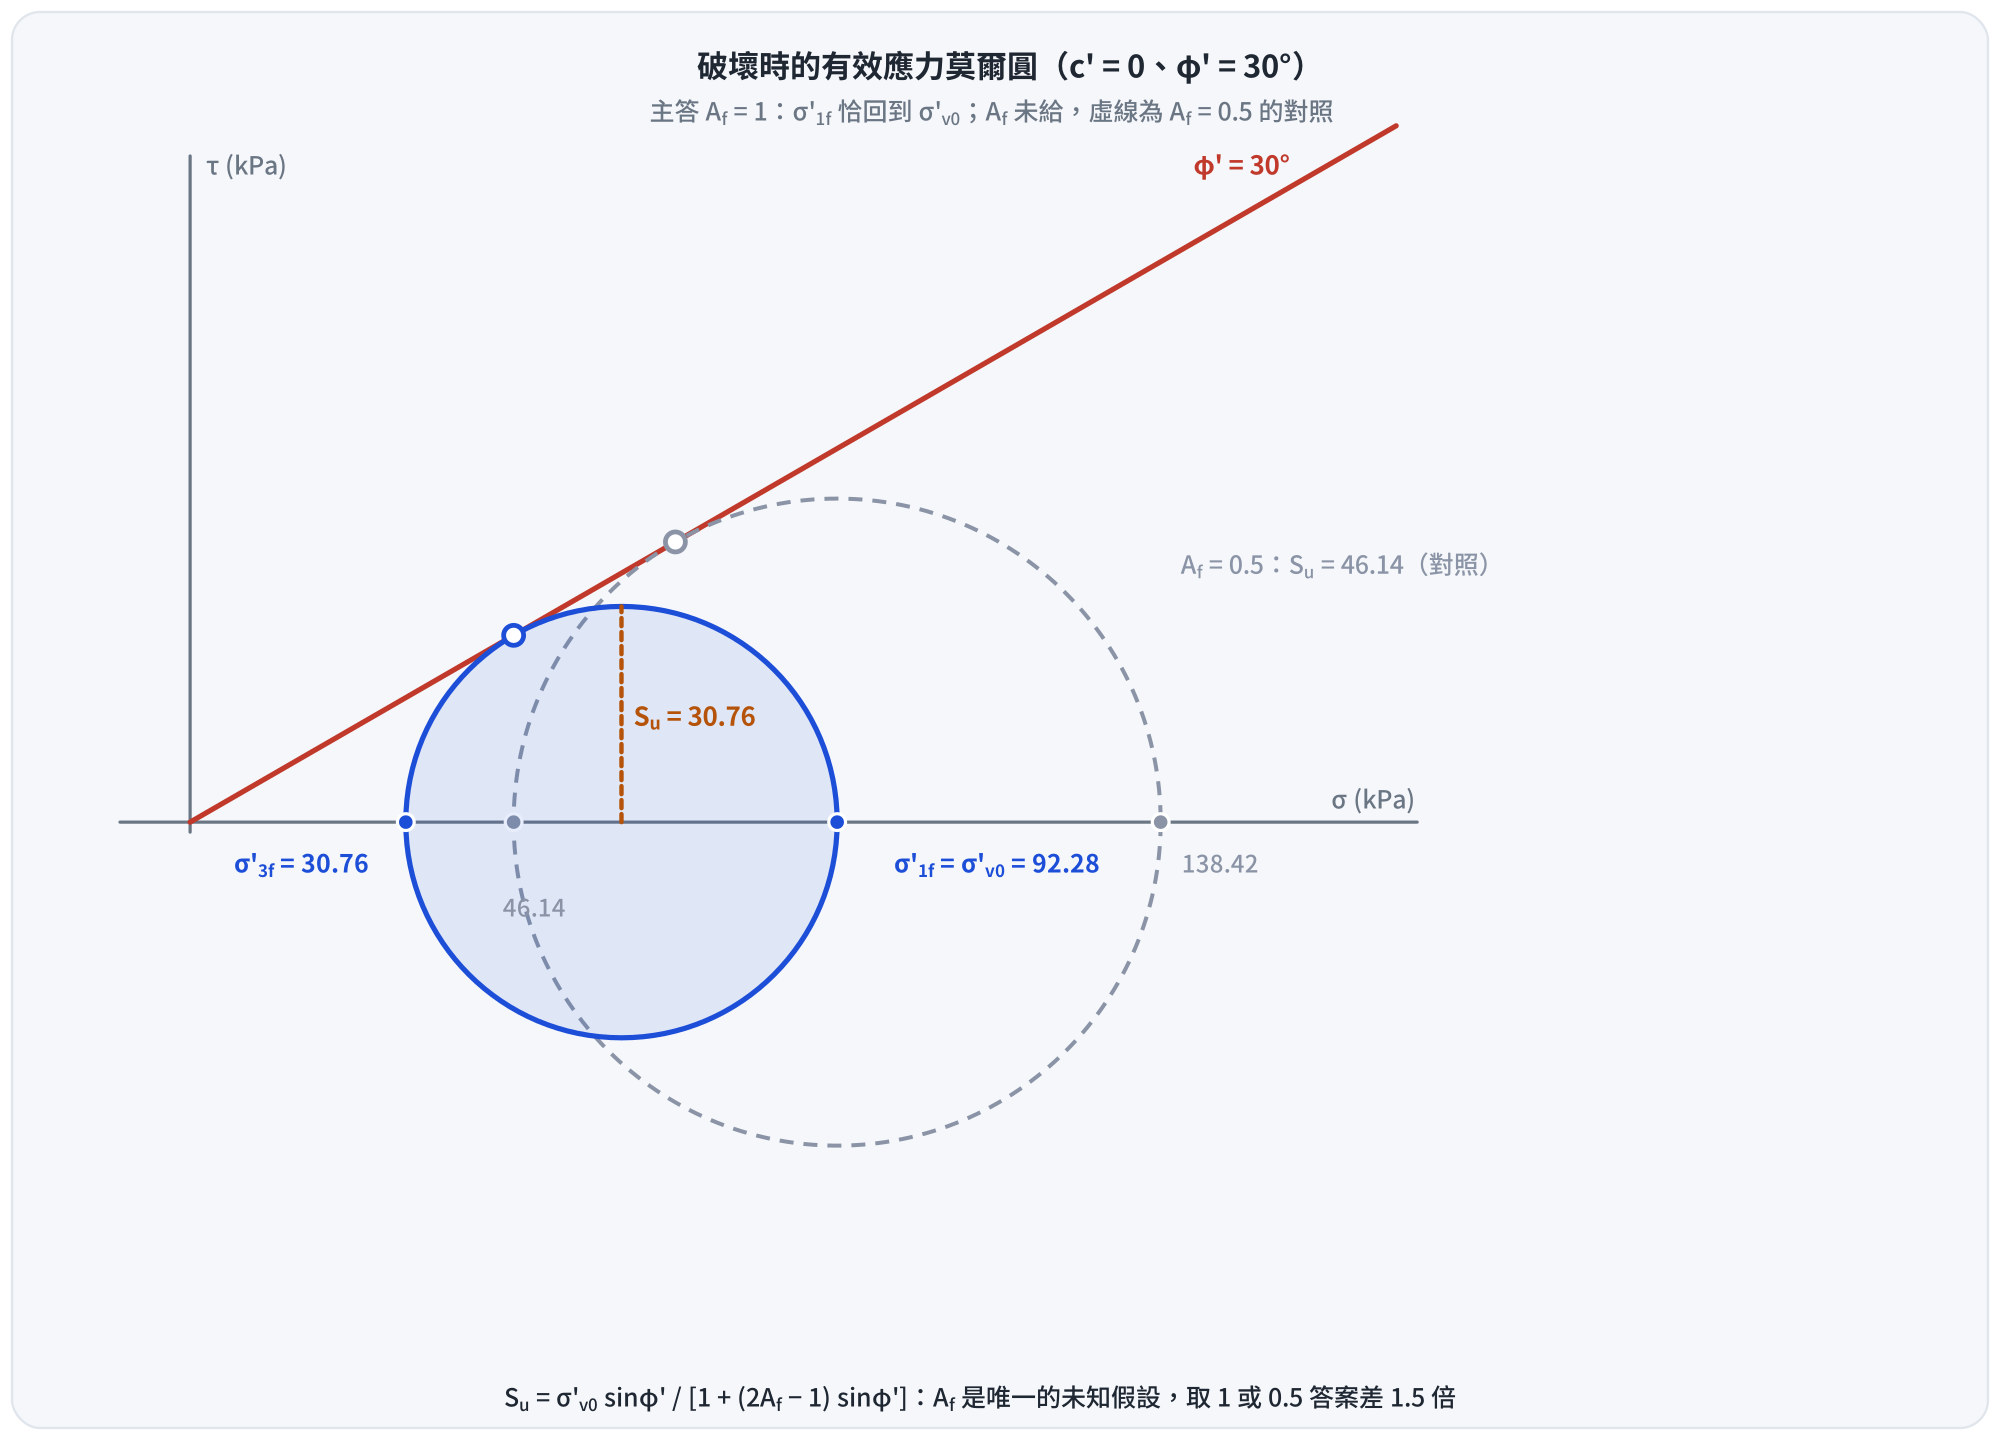 破壞時的有效應力莫爾圓（c' = 0、ϕ' = 30°）
主答 Af = 1：σ'1f 恰回到 σ'v0；Af 未給，虛線為 Af = 0.5 的對照
τ (kPa)
ϕ' = 30°
Af = 0.5：Su = 46.14（對照）
Su = 30.76
σ (kPa)
σ'3f = 30.76
σ'1f = σ'v0 = 92.28
138.42
46.14
Su = σ'v0 sinϕ' / [1 + (2Af − 1) sinϕ']：Af 是唯一的未知假設，取 1 或 0.5 答案差 1.5 倍